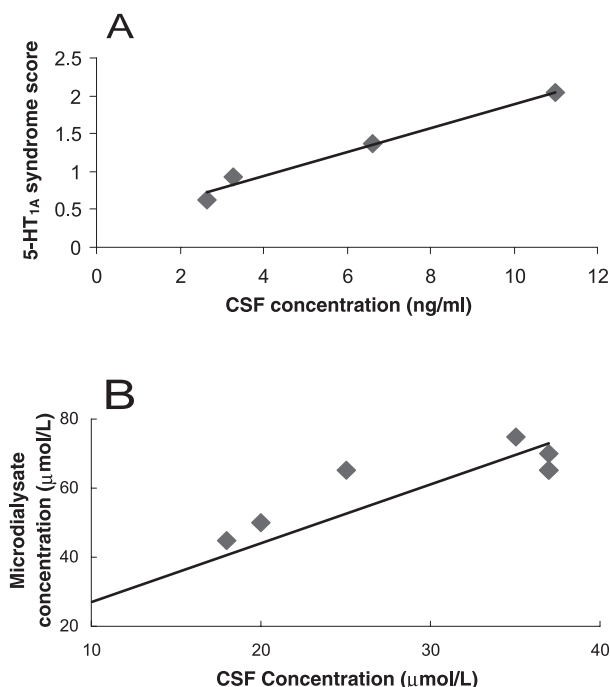 A
5-HT1A syndrome score
2.5
2
1.5
1
0.5
0
0 2 4 6 8 10 12
CSF concentration (ng/ml)
B
Microdialysate
concentration (μmol/L)
80
60
40
20
10 20 30 40
CSF Concentration (μmol/L)